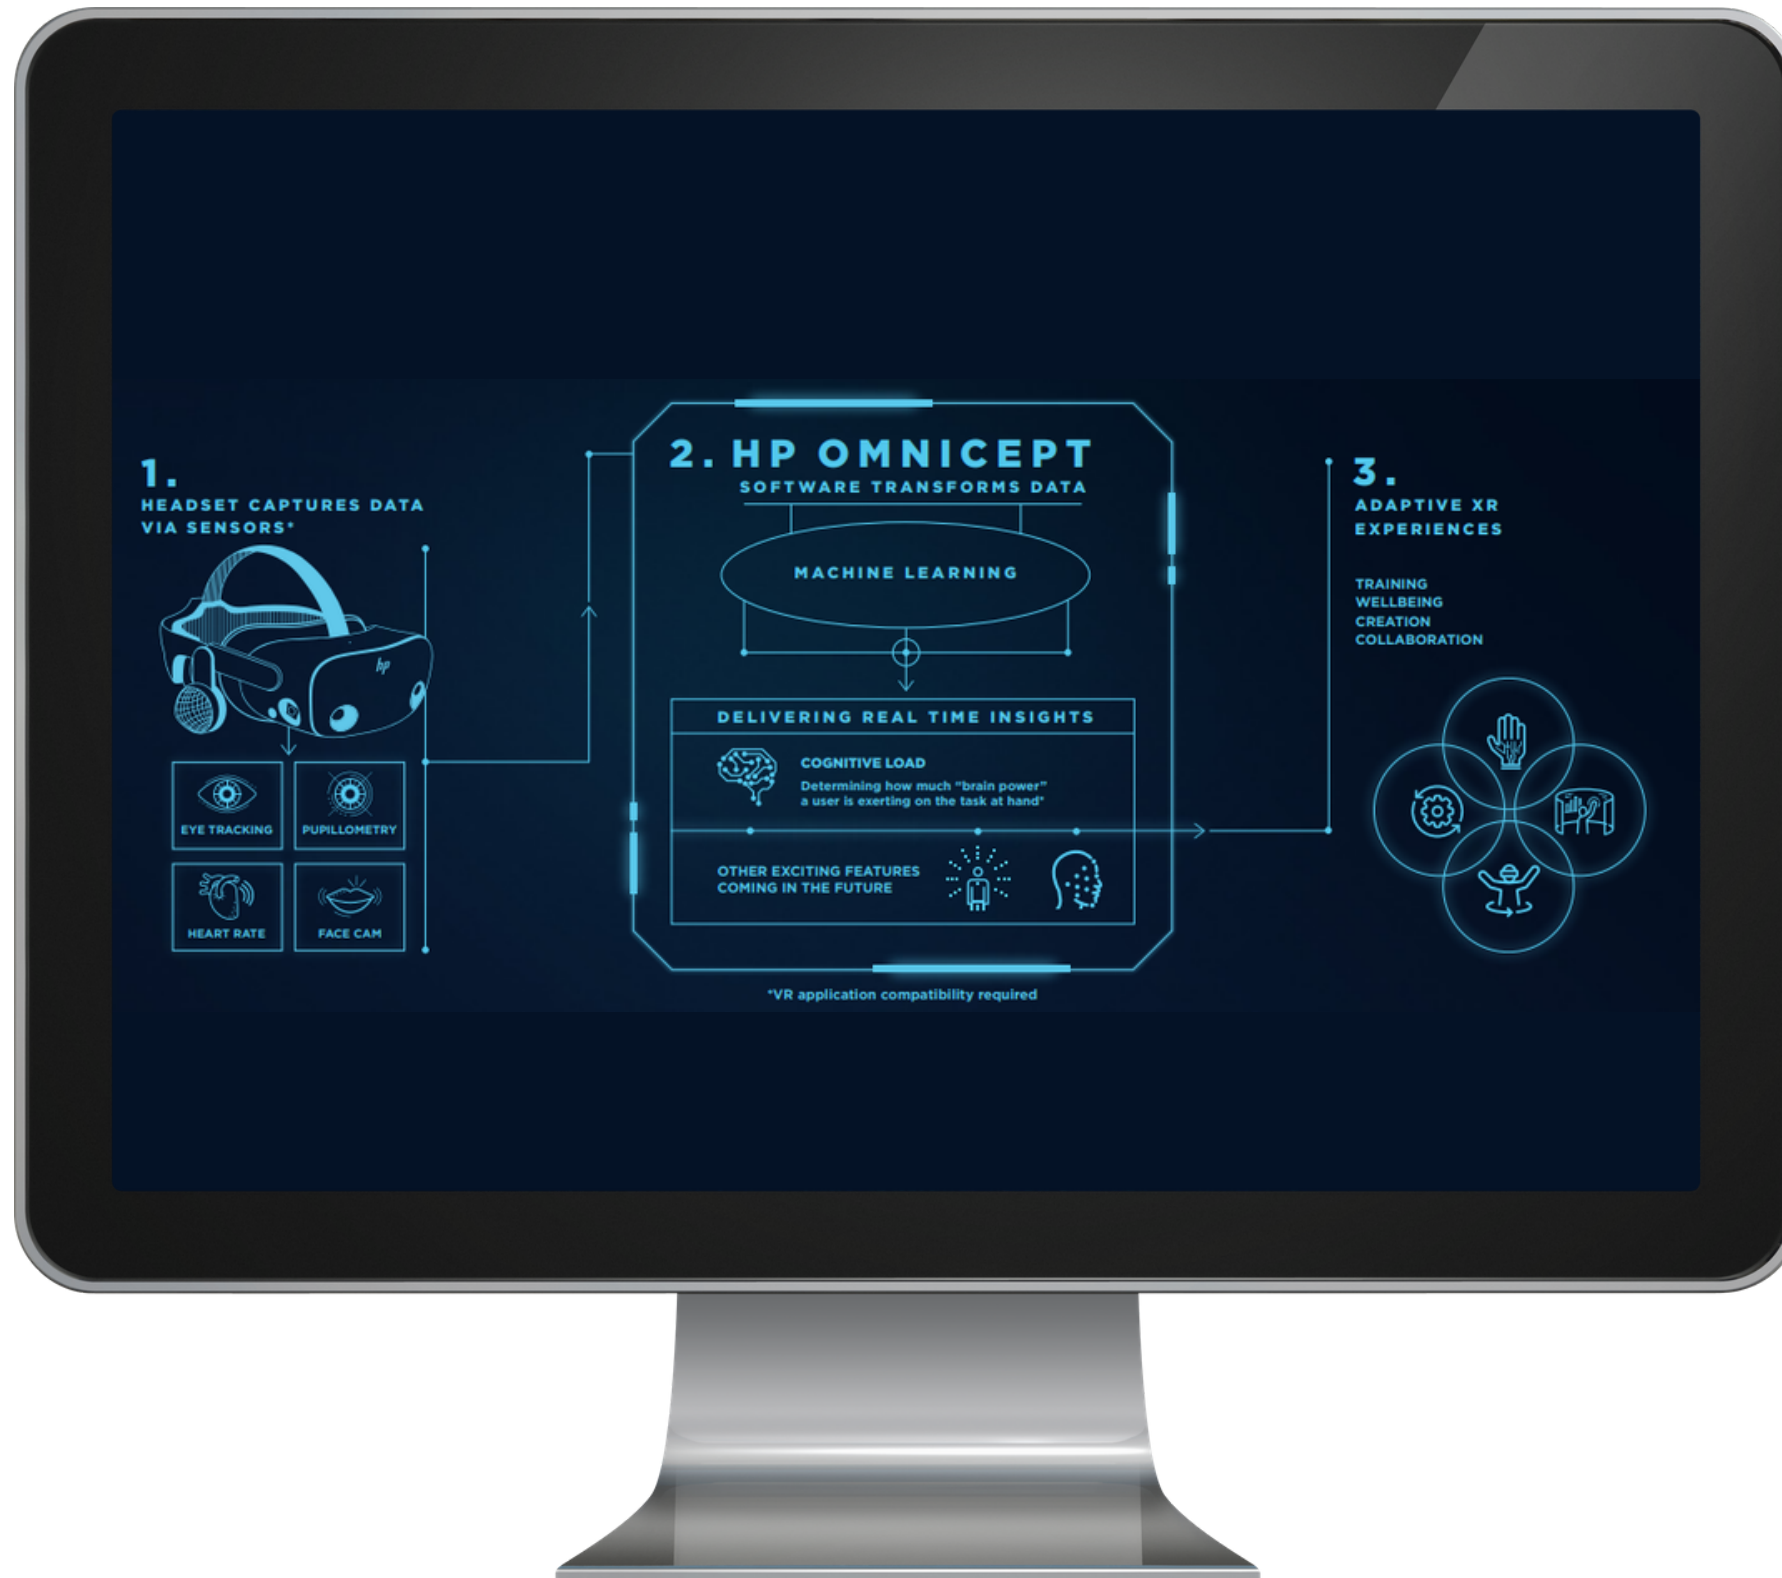 1.
HEADSET CAPTURES DATA
VIA SENSORS*
hp
EYE TRACKING
PUPILLOMETRY
HEART RATE
FACE CAM
2. HP OMNICEPT
SOFTWARE TRANSFORMS DATA
MACHINE LEARNING
DELIVERING REAL TIME INSIGHTS
COGNITIVE LOAD
Determining how much “brain power”
a user is exerting on the task at hand*
OTHER EXCITING FEATURES
COMING IN THE FUTURE
*VR application compatibility required
3.
ADAPTIVE XR
EXPERIENCES
TRAINING
WELLBEING
CREATION
COLLABORATION